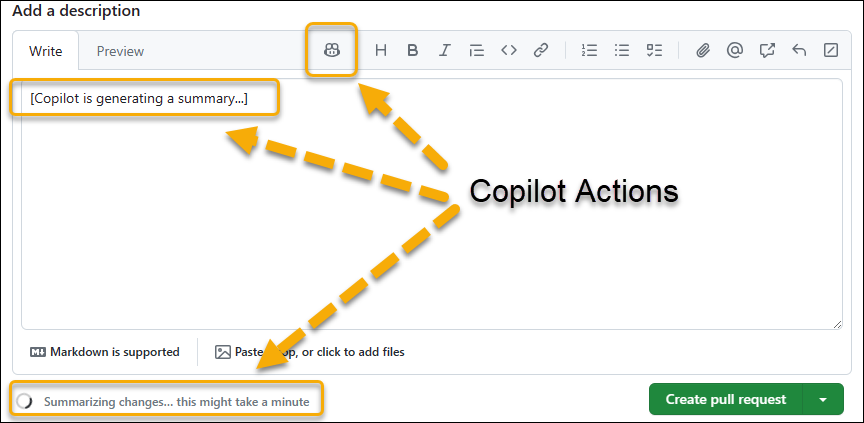 Add a description
Write Preview
H B I
[Copilot is generating a summary...]
Copilot Actions
Markdown is supported
Paste, op, or click to add files
Summarizing changes... this might take a minute
Create pull request